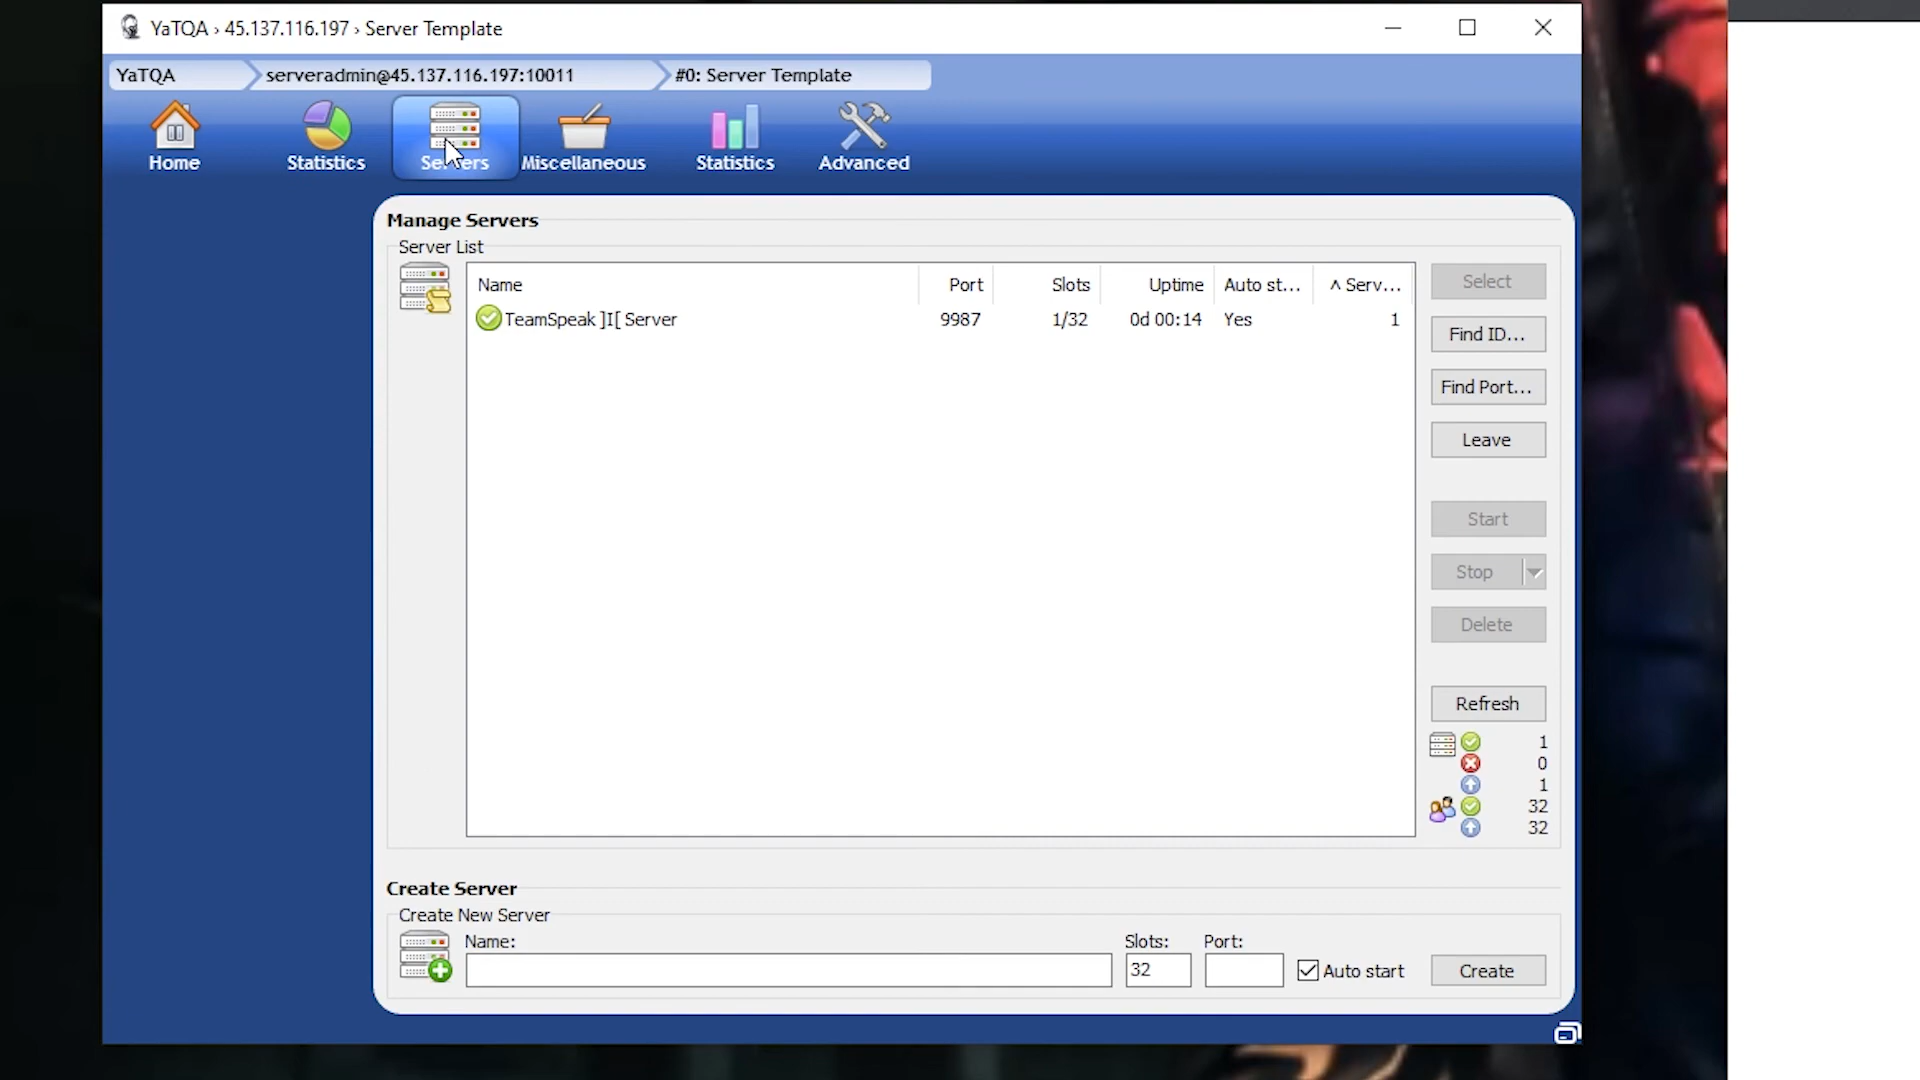 YaTQA › 45.137.116.197 › Server Template
YaTQA
serveradmin@45.137.116.197:10011
#0: Server Template
Home
Statistics
Servers
Miscellaneous
Statistics
Advanced
Manage Servers
Server List
Name
Port
Slots
Uptime
Auto st...
Serv...
TeamSpeak ]I[ Server
9987
1/32
0d 00:14
Yes
1
Select
Find ID...
Find Port...
Leave
Start
Stop
Delete
Refresh
1
0
1
32
32
Create Server
Create New Server
Name:
Slots:
Port:
32
Auto start
Create